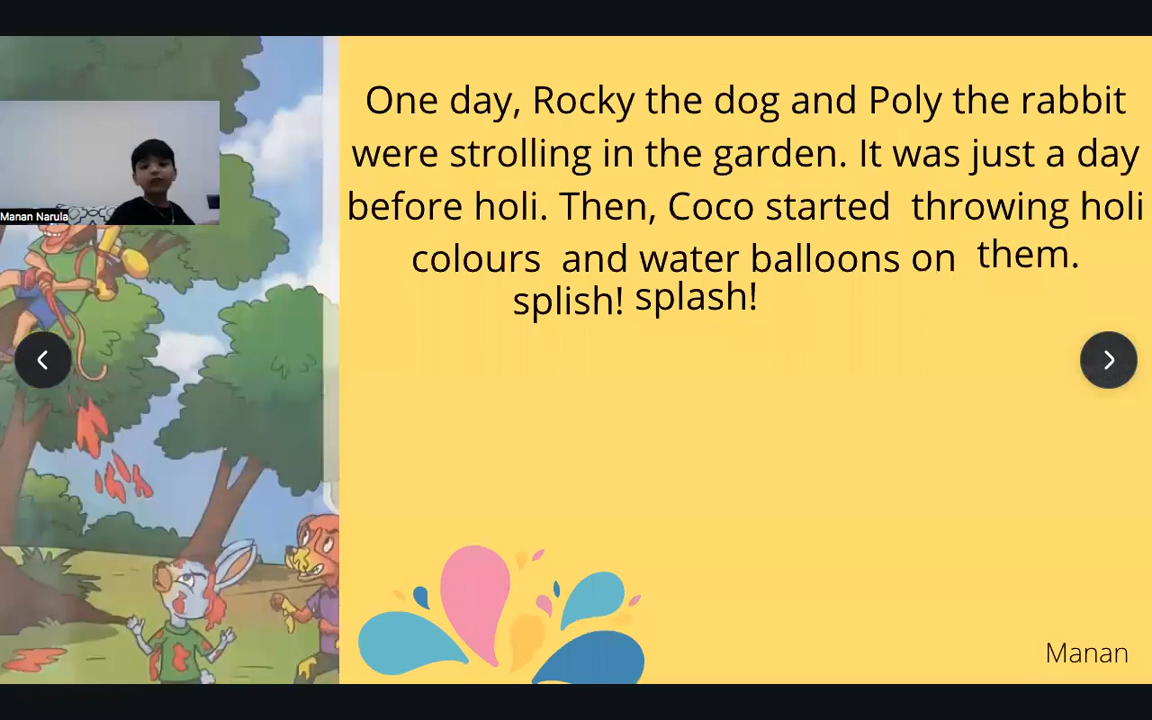 One day, Rocky the dog and Poly the rabbit
were strolling in the garden. It was just a day
before holi. Then, Coco started throwing holi
colours and water balloons on them.
splish! splash!
Manan Narula
Manan